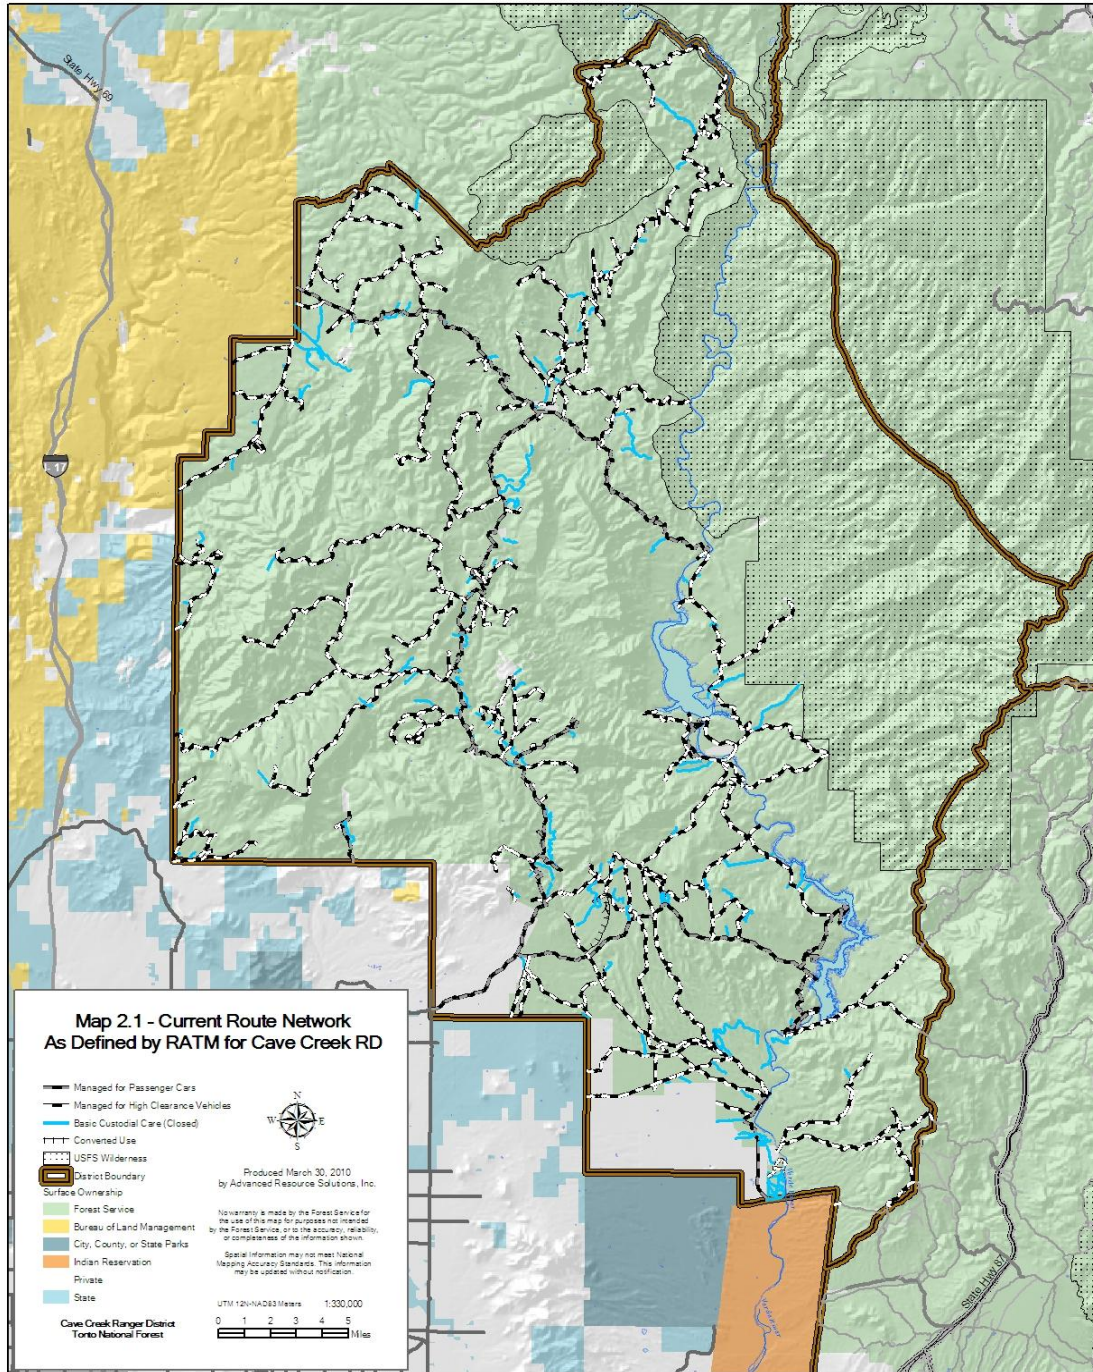 State Hwy 69
17
Map 2.1 - Current Route Network
As Defined by RATM for Cave Creek RD
Managed for Passenger Cars
Managed for High Clearance Vehicles
Basic Custodial Care (Closed)
Converted Use
USFS Wilderness
District Boundary
Surface Ownership
Forest Service
Bureau of Land Management
City, County, or State Parks
Indian Reservation
Private
State
Cave Creek Ranger District
Tonto National Forest
N
W E
S
Produced March 30, 2010
by Advanced Resource Solutions, Inc.
No warranty is made by the Forest Service for
the use of this map for purposes not intended
by the Forest Service, or to the accuracy, reliability,
or completeness of the information shown.
Spatial Information may not meet National
Mapping Accuracy Standards. This information
may be updated without notification.
UTM 12N-NAD83 Meters 1:330,000
0 1 2 3 4 5
Miles
Verde River
State Hwy 87